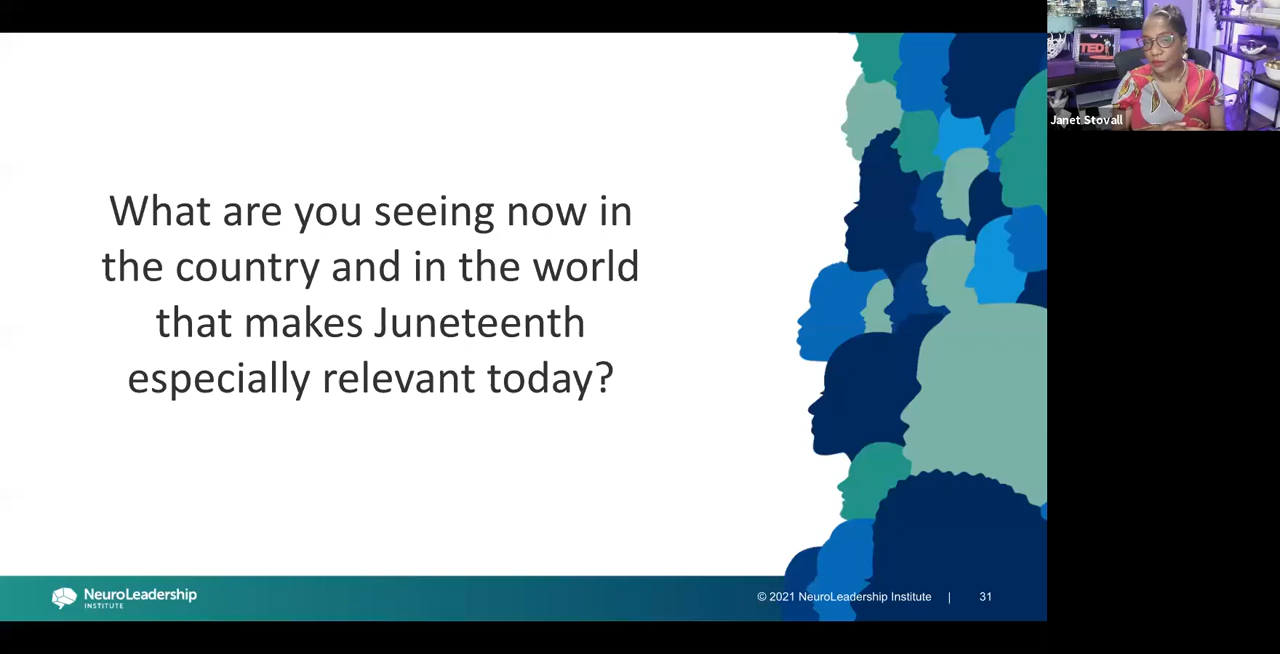 What are you seeing now in
the country and in the world
that makes Juneteenth
especially relevant today?
NeuroLeadership
INSTITUTE
© 2021 NeuroLeadership Institute | 31
TED
Janet Stovall